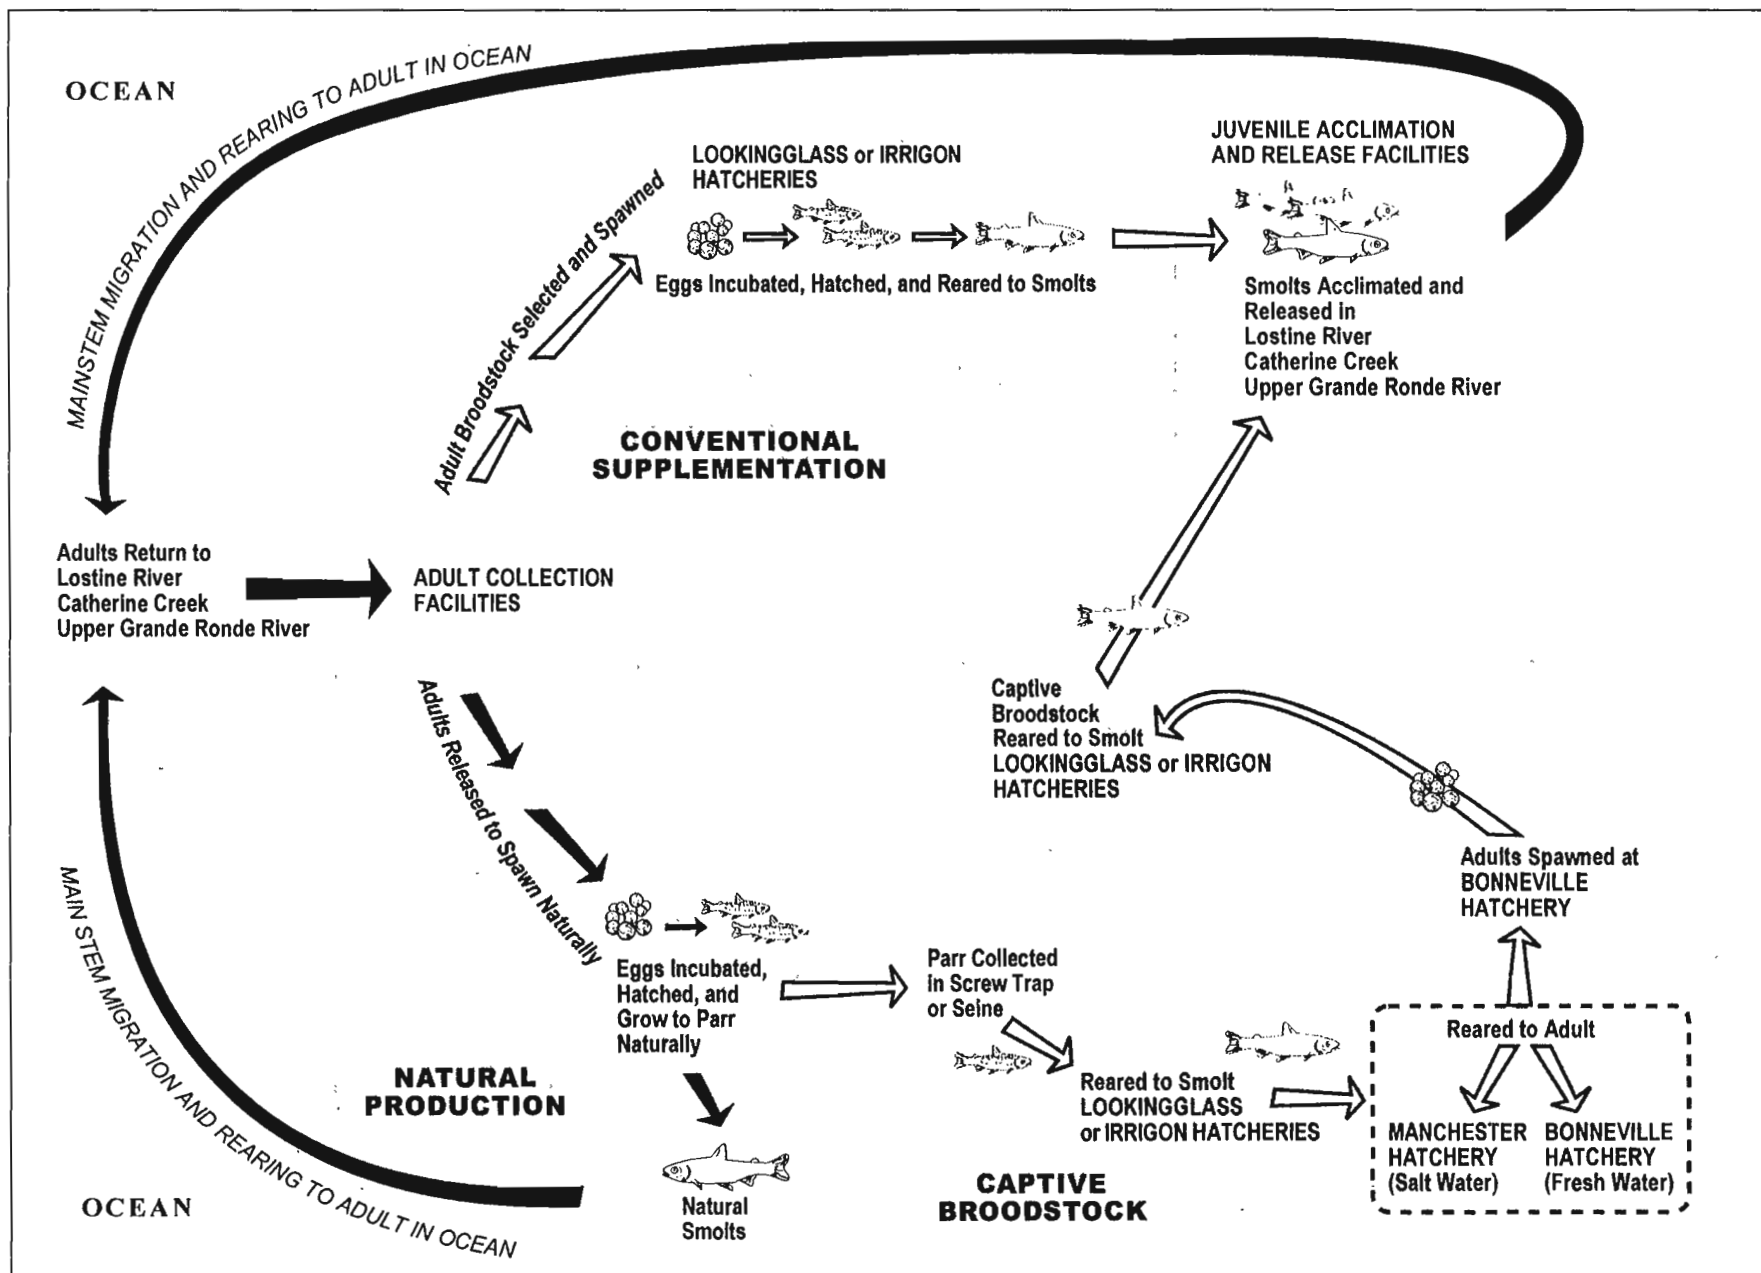 OCEAN
MAINSTEM MIGRATION AND REARING TO ADULT IN OCEAN
LOOKINGGLASS or IRRIGON
HATCHERIES
Eggs Incubated, Hatched, and Reared to Smolts
JUVENILE ACCLIMATION
AND RELEASE FACILITIES
Smolts Acclimated and
Released in
Lostine River
Catherine Creek
Upper Grande Ronde River
Adult Broodstock Selected and Spawned
CONVENTIONAL
SUPPLEMENTATION
Adults Return to
Lostine River
Catherine Creek
Upper Grande Ronde River
ADULT COLLECTION
FACILITIES
Adults Released to Spawn Naturally
Captive
Broodstock
Reared to Smolt
LOOKINGGLASS or IRRIGON
HATCHERIES
Adults Spawned at
BONNEVILLE
HATCHERY
Eggs Incubated,
Hatched, and
Grow to Parr
Naturally
Parr Collected
in Screw Trap
or Seine
Reared to Smolt
LOOKINGGLASS
or IRRIGON HATCHERIES
Reared to Adult
MANCHESTER
HATCHERY
(Salt Water)
BONNEVILLE
HATCHERY
(Fresh Water)
NATURAL
PRODUCTION
Natural
Smolts
CAPTIVE
BROODSTOCK
MAIN STEM MIGRATION AND REARING TO ADULT IN OCEAN
OCEAN